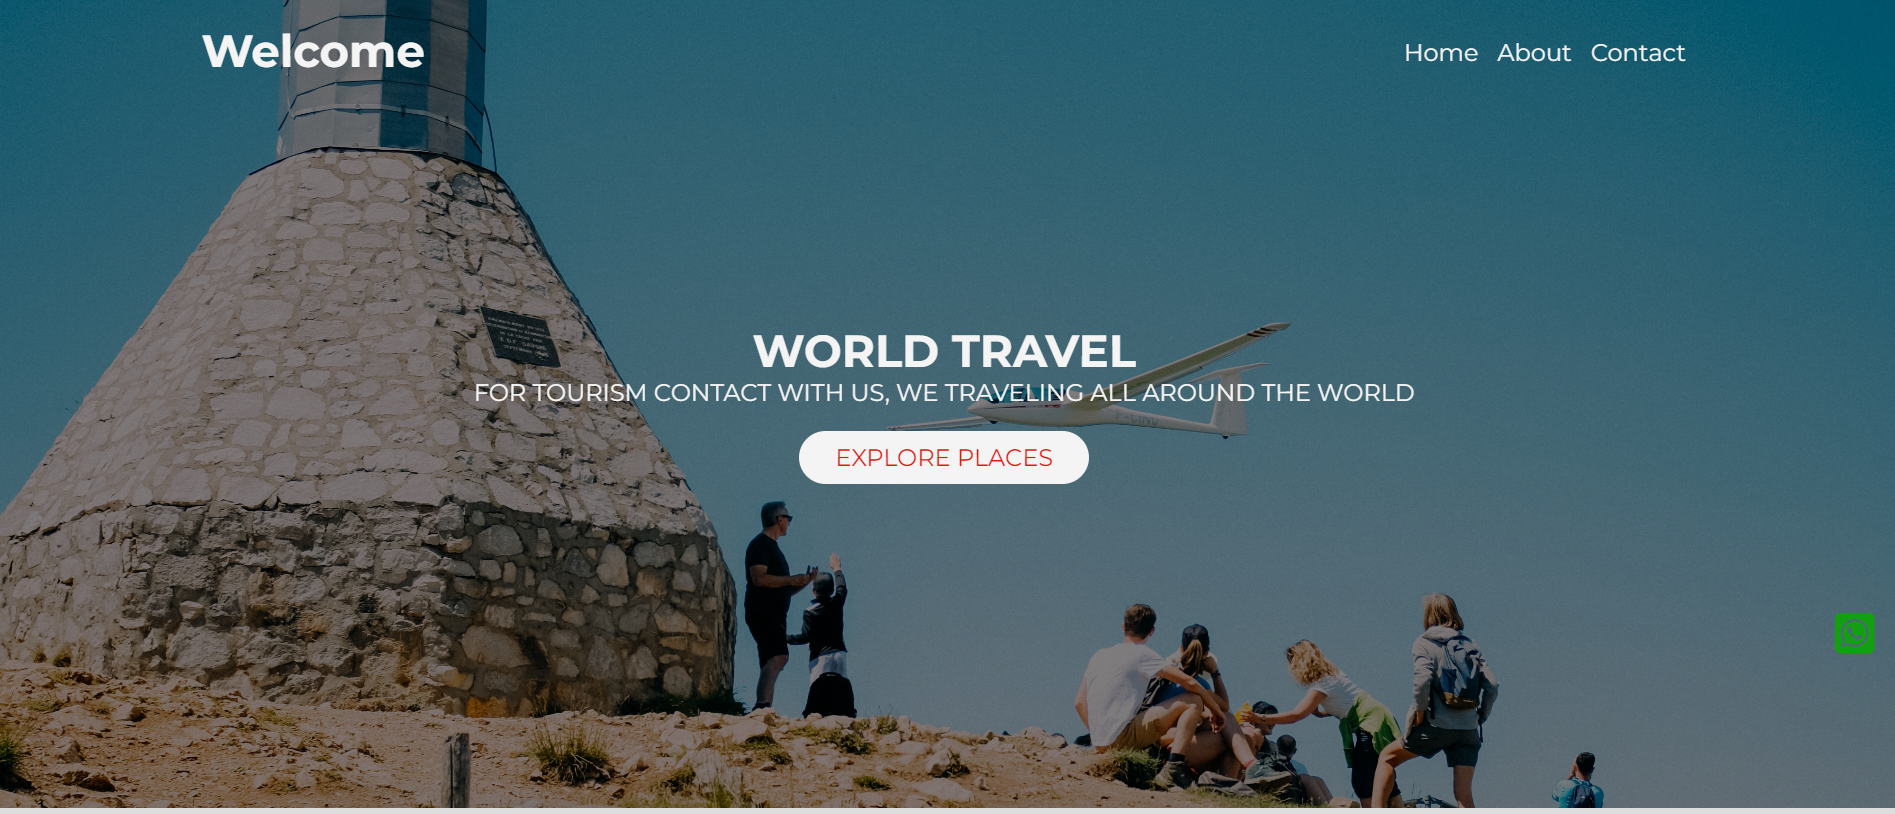 Welcome
Home About Contact
WORLD TRAVEL
FOR TOURISM CONTACT WITH US, WE TRAVELING ALL AROUND THE WORLD
EXPLORE PLACES